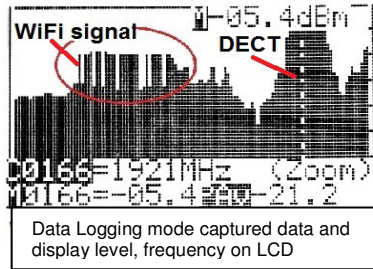 M-05.4dBm
WiFi signal
DECT
C0166=1921MHz (Zoom)
M0166=-05.4 -21.2
Data Logging mode captured data and
display level, frequency on LCD